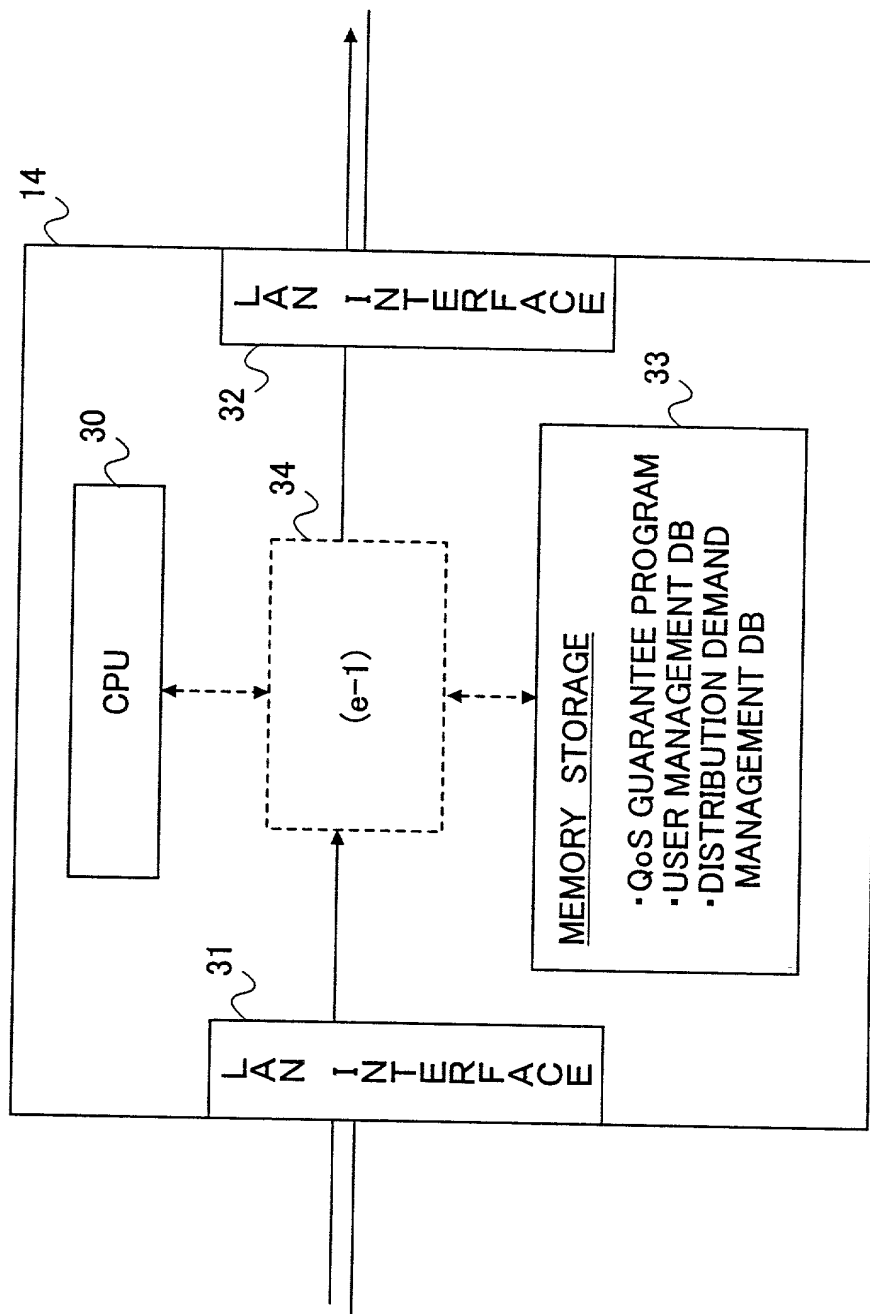 14
30
CPU
34
(e-1)
31
LAN INTERFACE
32
LAN INTERFACE
33
MEMORY STORAGE
・QoS GUARANTEE PROGRAM
・USER MANAGEMENT DB
・DISTRIBUTION DEMAND
MANAGEMENT DB